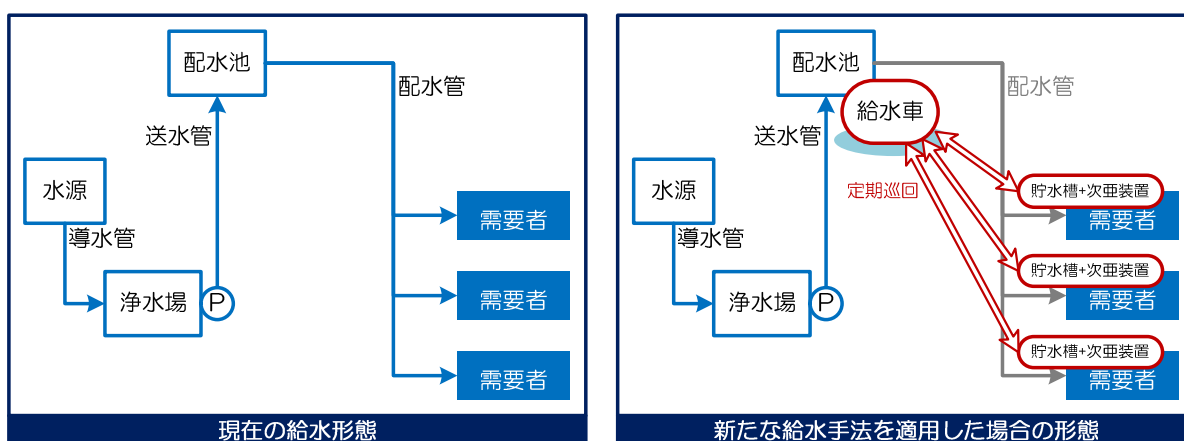 配水池
配水管
送水管
水源
導水管
浄水場
P
需要者
需要者
需要者
現在の給水形態
配水池
配水管
給水車
送水管
水源
定期巡回
貯水槽+次亜装置
需要者
導水管
貯水槽+次亜装置
需要者
浄水場
P
貯水槽+次亜装置
需要者
新たな給水手法を適用した場合の形態